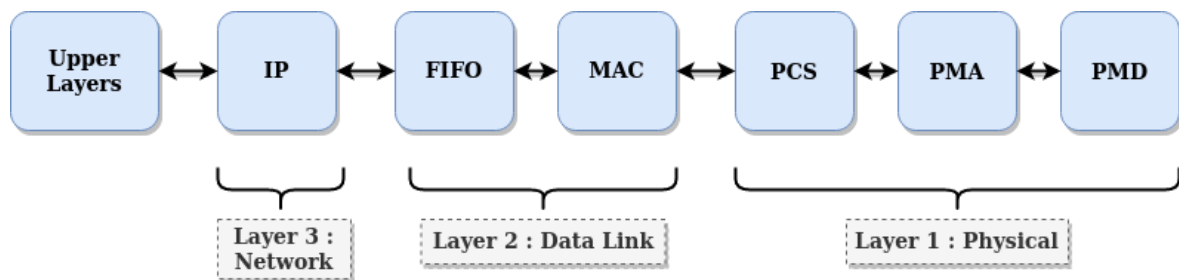 Upper
Layers
IP
FIFO
MAC
PCS
PMA
PMD
Layer 3 :
Network
Layer 2 : Data Link
Layer 1 : Physical